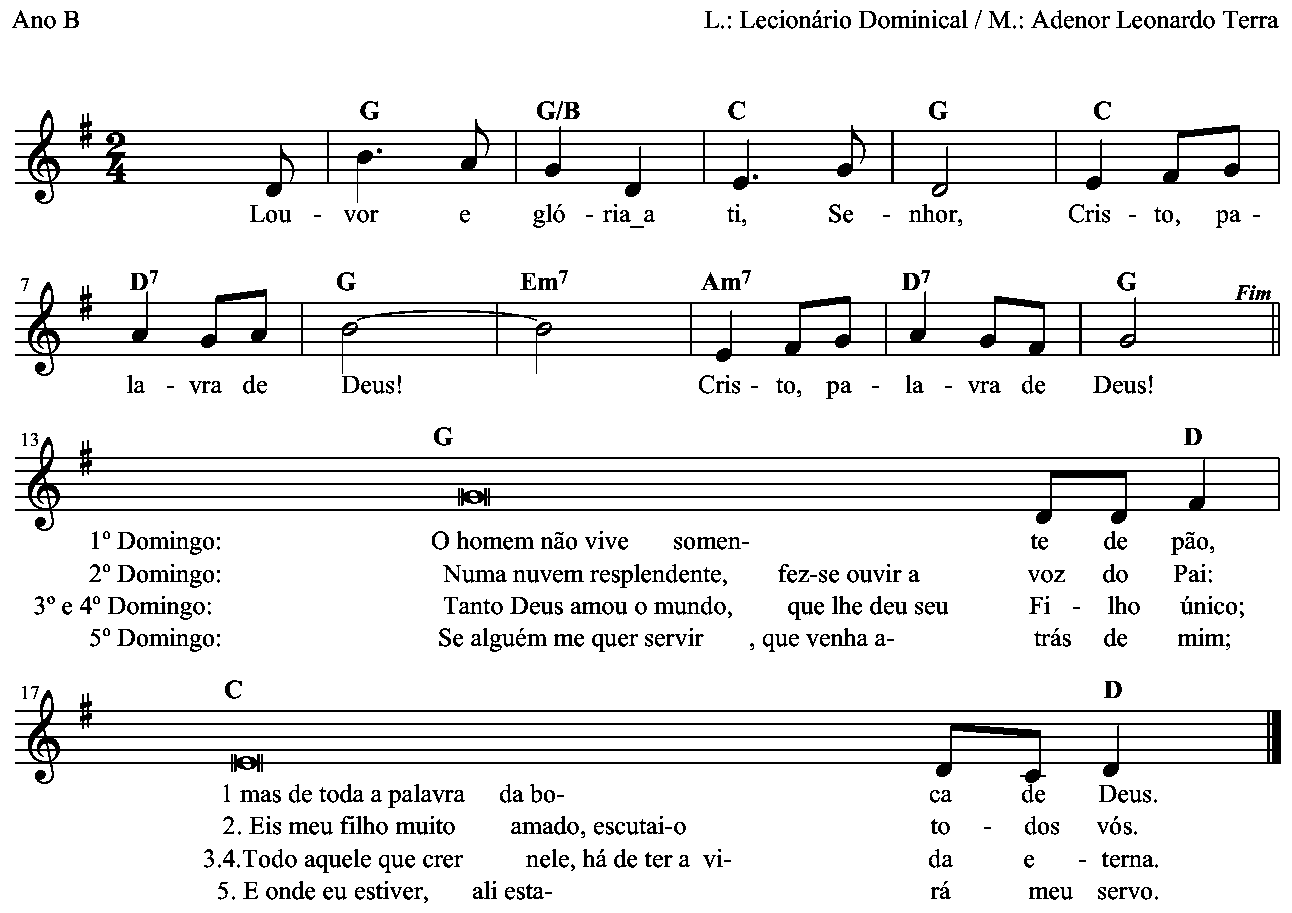 Ano B L.: Lecionário Dominical / M.: Adenor Leonardo Terra
G G/B C G C
2/4
Lou - vor e gló - ria_a ti, Se - nhor, Cris - to, pa -
7 D7 G Em7 Am7 D7 G Fim
la - vra de Deus! Cris - to, pa - la - vra de Deus!
13 G D
1º Domingo: O homem não vive somen- te de pão,
2º Domingo: Numa nuvem resplendente, fez-se ouvir a voz do Pai:
3º e 4º Domingo: Tanto Deus amou o mundo, que lhe deu seu Fi - lho único;
5º Domingo: Se alguém me quer servir , que venha a- trás de mim;
17 C D
1 mas de toda a palavra da bo- ca de Deus.
2. Eis meu filho muito amado, escutai-o to - dos vós.
3.4.Todo aquele que crer nele, há de ter a vi- da e - terna.
5. E onde eu estiver, ali esta- rá meu servo.